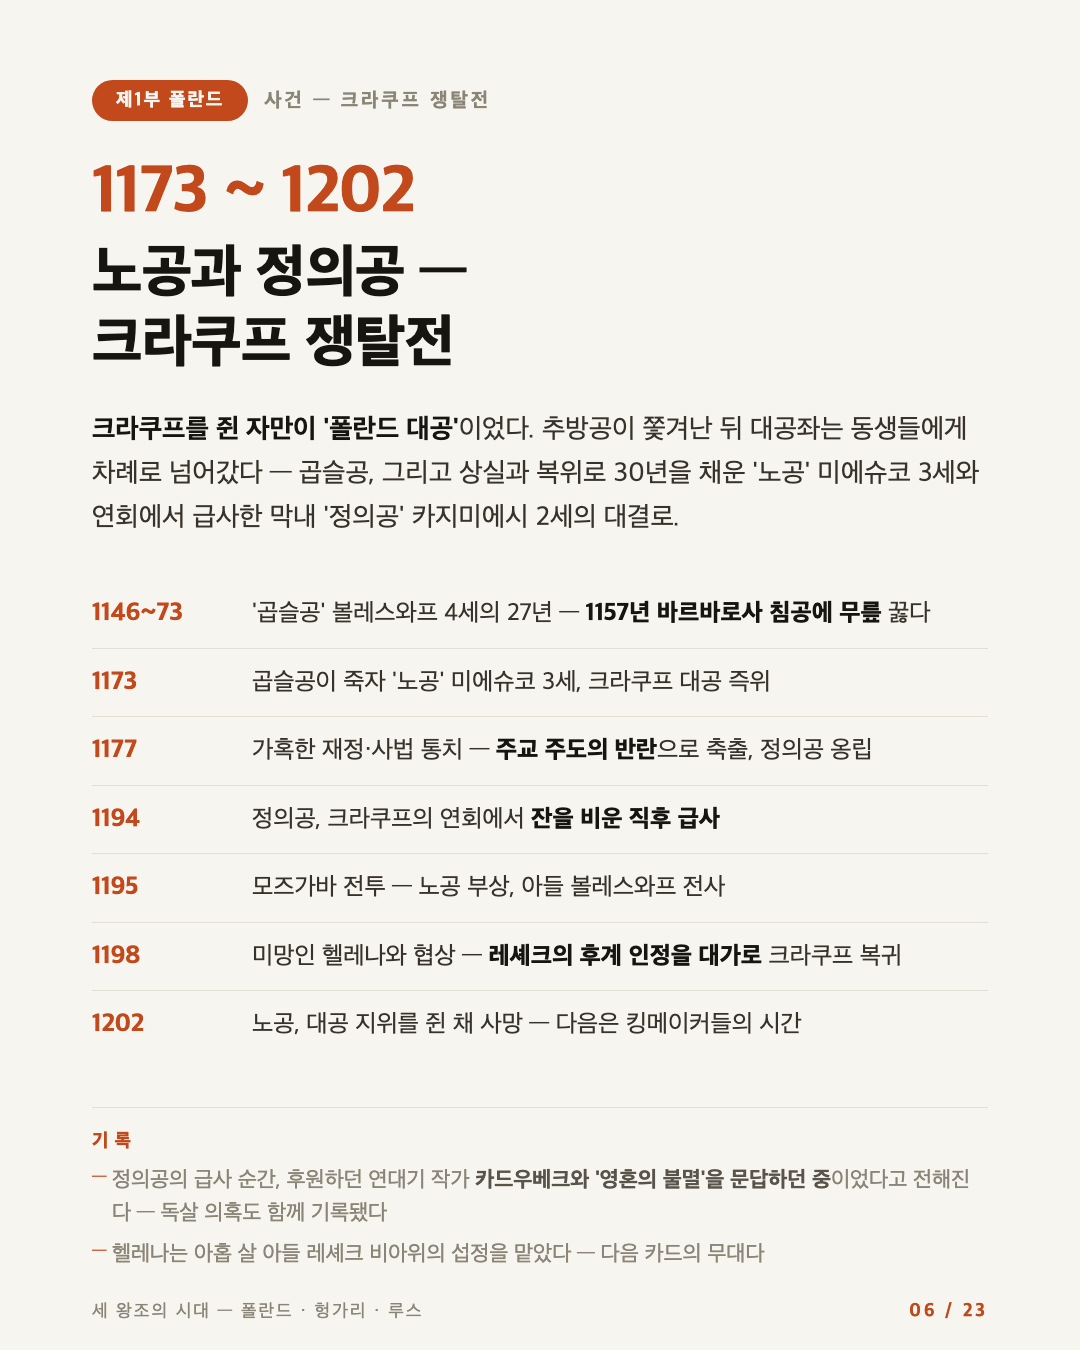 제1부 폴란드
사건 — 크라쿠프 쟁탈전
1173 ~ 1202
노공과 정의공 —
크라쿠프 쟁탈전
크라쿠프를 쥔 자만이 '폴란드 대공'이었다. 추방공이 쫓겨난 뒤 대공좌는 동생들에게
차례로 넘어갔다 — 곱슬공, 그리고 상실과 복위로 30년을 채운 '노공' 미에슈코 3세와
연회에서 급사한 막내 '정의공' 카지미에시 2세의 대결로.
1146~73 '곱슬공' 볼레스와프 4세의 27년 — 1157년 바르바로사 침공에 무릎 꿇다
1173 곱슬공이 죽자 '노공' 미에슈코 3세, 크라쿠프 대공 즉위
1177 가혹한 재정·사법 통치 — 주교 주도의 반란으로 축출, 정의공 옹립
1194 정의공, 크라쿠프의 연회에서 잔을 비운 직후 급사
1195 모즈가바 전투 — 노공 부상, 아들 볼레스와프 전사
1198 미망인 헬레나와 협상 — 레셰크의 후계 인정을 대가로 크라쿠프 복귀
1202 노공, 대공 지위를 쥔 채 사망 — 다음은 킹메이커들의 시간
기록
— 정의공의 급사 순간, 후원하던 연대기 작가 카드우베크와 '영혼의 불멸'을 문답하던 중이었다고 전해진
다 — 독살 의혹도 함께 기록됐다
— 헬레나는 아홉 살 아들 레셰크 비아위의 섭정을 맡았다 — 다음 카드의 무대다
세 왕조의 시대 — 폴란드 · 헝가리 · 루스
06 / 23